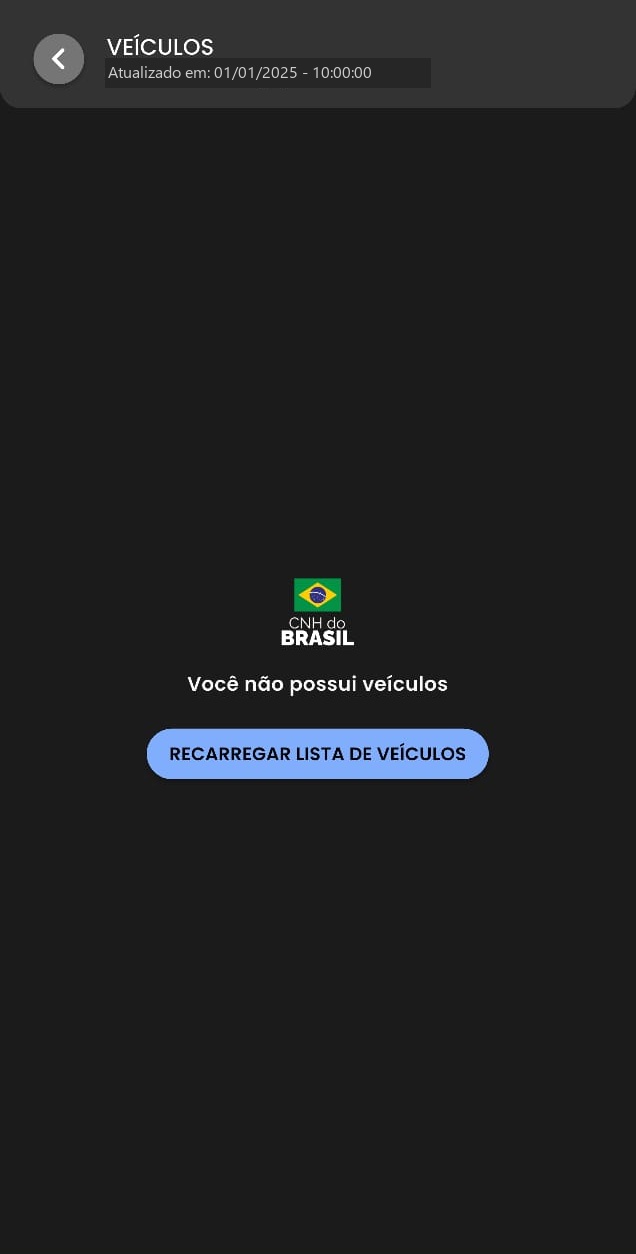 VEÍCULOS
Atualizado em: 01/01/2025 - 10:00:00
CNH do
BRASIL
Você não possui veículos
RECARREGAR LISTA DE VEÍCULOS